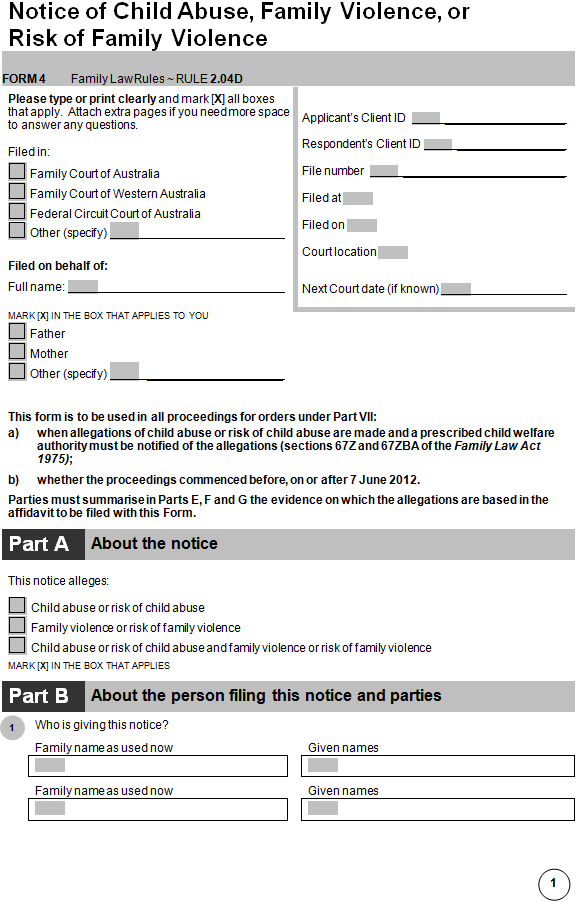 Notice of Child Abuse, Family Violence, or
Risk of Family Violence
FORM 4 Family Law Rules ~ RULE 2.04D
Please type or print clearly and mark [X] all boxes
that apply. Attach extra pages if you need more space
to answer any questions.
Filed in:
Family Court of Australia
Family Court of Western Australia
Federal Circuit Court of Australia
Other (specify)
Filed on behalf of:
Full name:
MARK [X] IN THE BOX THAT APPLIES TO YOU
Father
Mother
Other (specify)
Applicant's Client ID
Respondent's Client ID
File number
Filed at
Filed on
Court location
Next Court date (if known)
This form is to be used in all proceedings for orders under Part VII:
a) when allegations of child abuse or risk of child abuse are made and a prescribed child welfare
authority must be notified of the allegations (sections 67Z and 67ZBA of the Family Law Act
1975);
b) whether the proceedings commenced before, on or after 7 June 2012.
Parties must summarise in Parts E, F and G the evidence on which the allegations are based in the
affidavit to be filed with this Form.
Part A About the notice
This notice alleges:
Child abuse or risk of child abuse
Family violence or risk of family violence
Child abuse or risk of child abuse and family violence or risk of family violence
MARK [X] IN THE BOX THAT APPLIES
Part B About the person filing this notice and parties
1 Who is giving this notice?
Family name as used now Given names
Family name as used now Given names
1